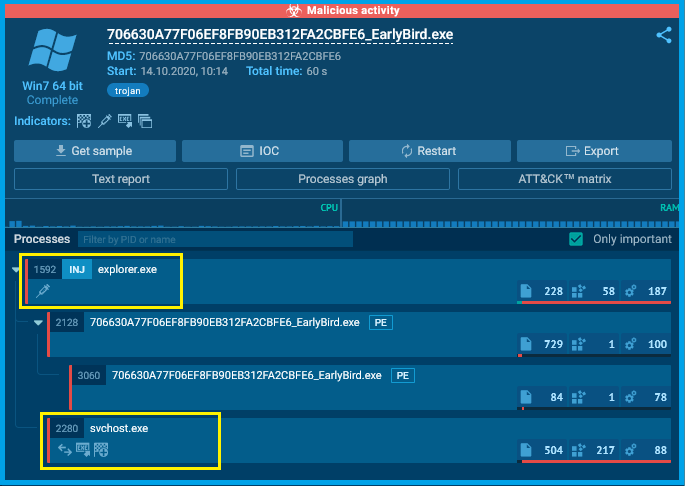 Malicious activity
706630A77F06EF8FB90EB312FA2CBFE6_EarlyBird.exe
MD5: 706630A77F06EF8FB90EB312FA2CBFE6
Start: 14.10.2020, 10:14 Total time: 60 s
Win7 64 bit
Complete
trojan
Indicators:
EXE
Get sample IOC Restart Export
Text report Processes graph ATT&CK™ matrix
CPU RAM
Processes Filter by PID or name Only important
1592 INJ explorer.exe
228 58 187
2128 706630A77F06EF8FB90EB312FA2CBFE6_EarlyBird.exe PE
729 1 100
3060 706630A77F06EF8FB90EB312FA2CBFE6_EarlyBird.exe PE
84 1 78
2280 svchost.exe
EXE
504 217 88